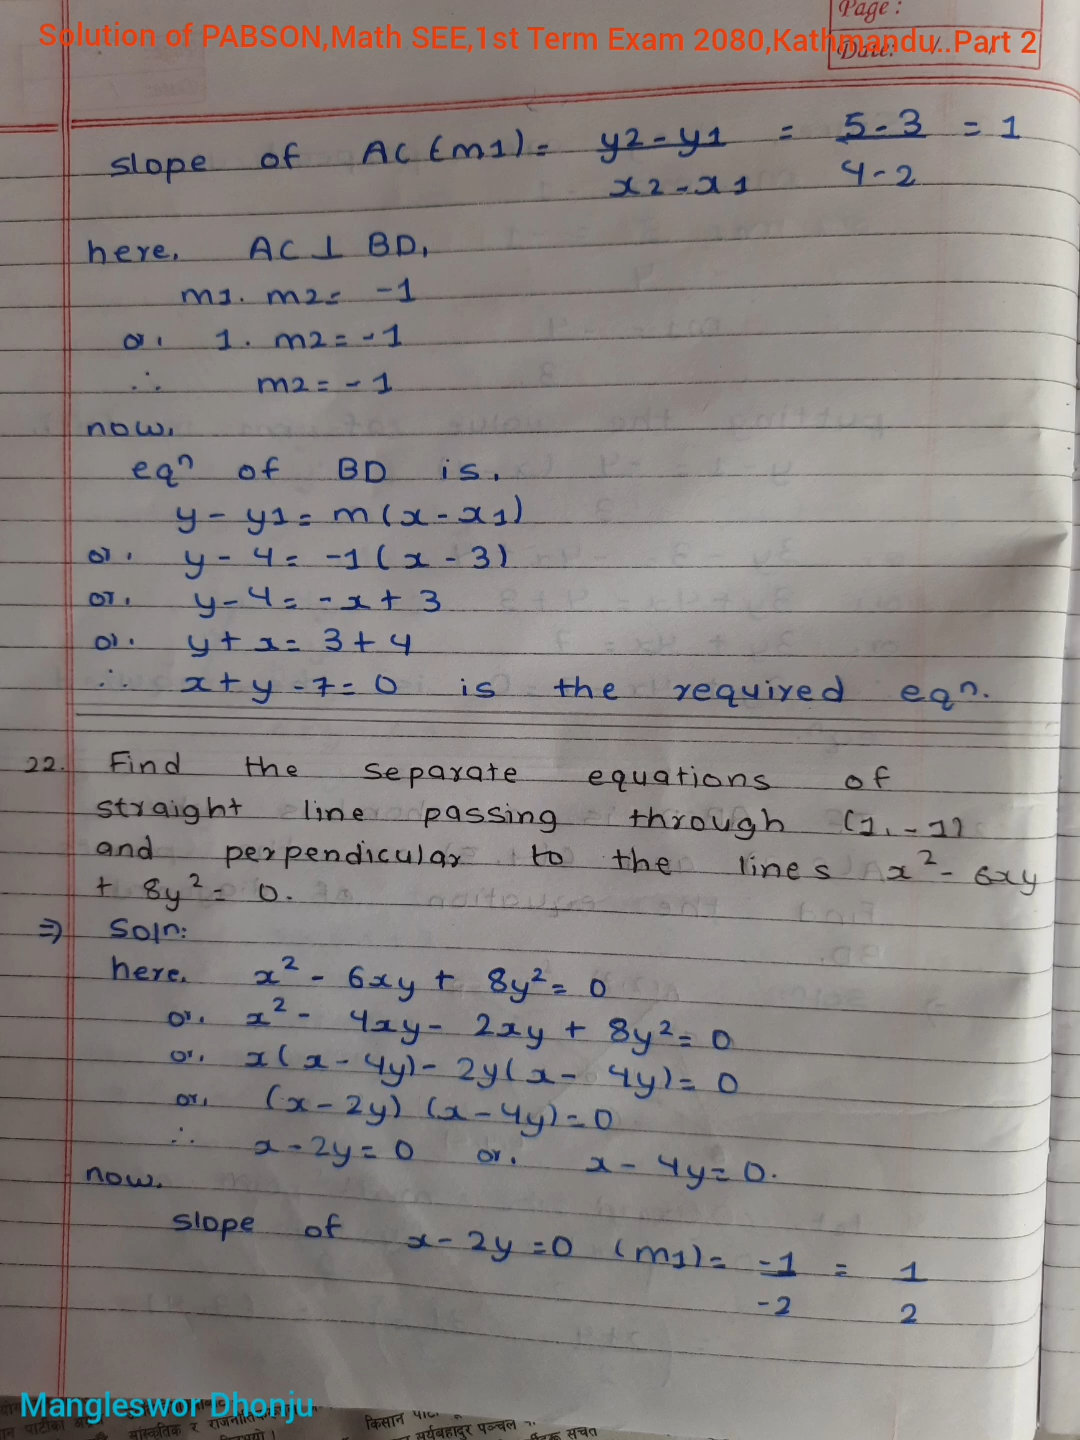 Page :
Solution of PABSON,Math SEE,1st Term Exam 2080,Kathmandu..Part 2
Date: / /
slope of AC (m1) = y2-y1 / x2-x1 = 5-3 / 4-2 = 1
here, AC ⊥ BD,
m1. m2 = -1
or, 1. m2 = -1
∴ m2 = -1
now,
eqn of BD is,
y - y1 = m(x - x1)
or, y - 4 = -1(x - 3)
or, y - 4 = -x + 3
or, y + x = 3 + 4
∴ x + y - 7 = 0 is the required eqn.
22. Find the separate equations of
straight line passing through (1, -1)
and perpendicular to the lines x² - 6xy
+ 8y² = 0.
⇒ Soln:
here, x² - 6xy + 8y² = 0
or, x² - 4xy - 2xy + 8y² = 0
or, x(x - 4y) - 2y(x - 4y) = 0
or, (x - 2y) (x - 4y) = 0
∴ x - 2y = 0 or, x - 4y = 0.
now,
slope of x - 2y = 0 (m1) = -1 / -2 = 1 / 2
Mangleswor Dhonju
किसान